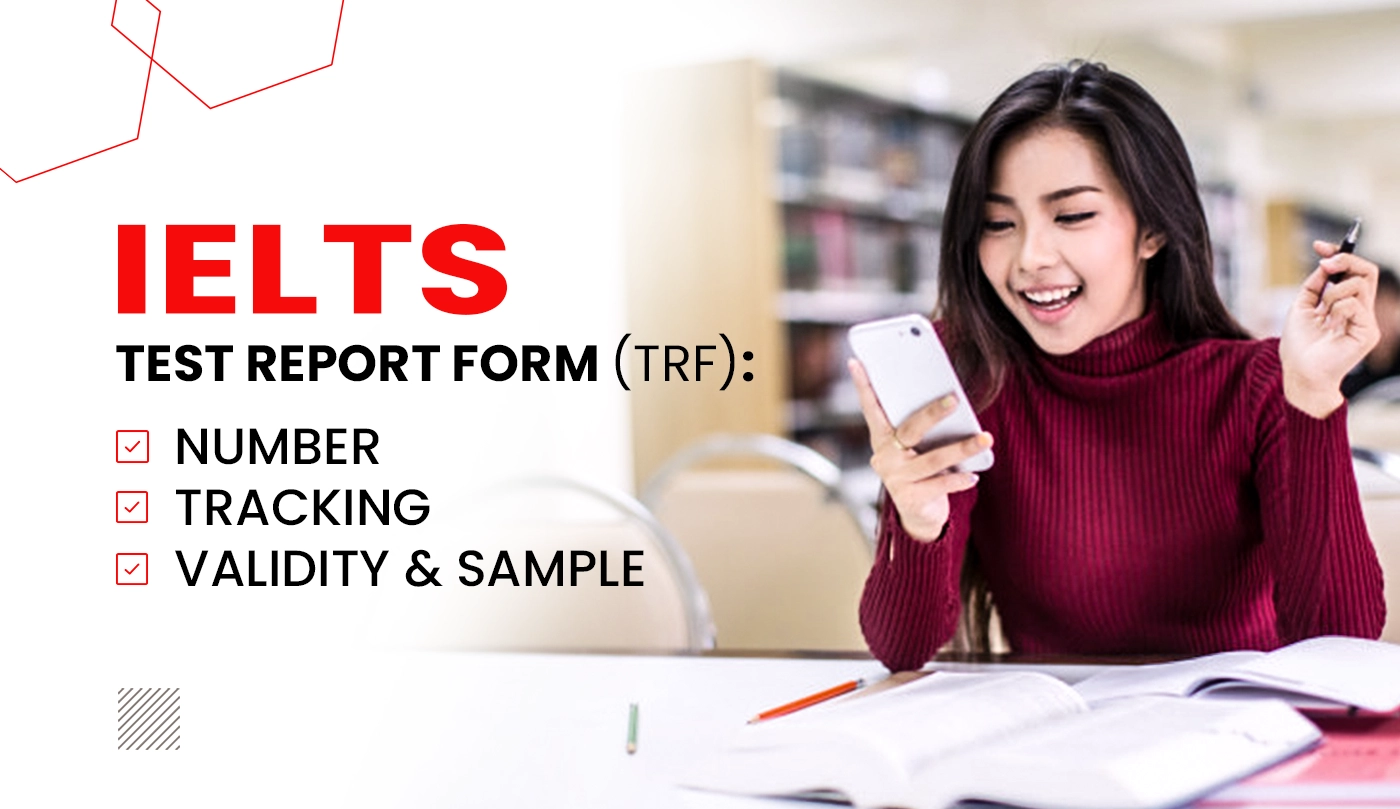 IELTS
TEST REPORT FORM (TRF):
NUMBER
TRACKING
VALIDITY & SAMPLE